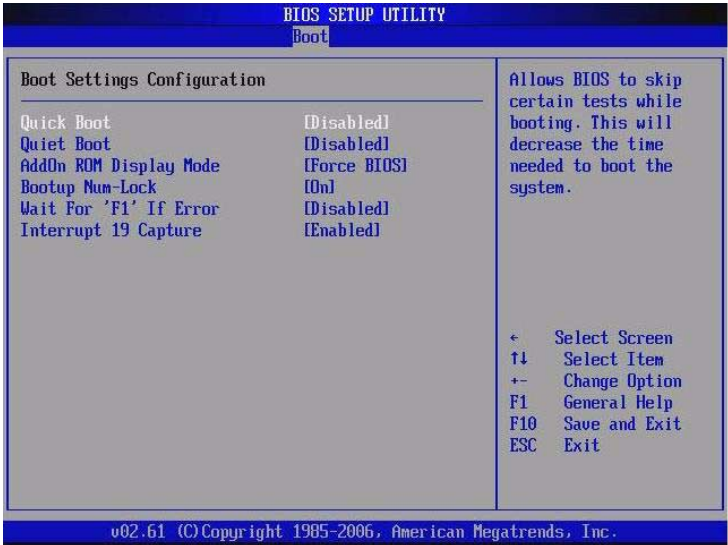 BIOS SETUP UTILITY
Boot
Boot Settings Configuration
Quick Boot [Disabled]
Quiet Boot [Disabled]
AddOn ROM Display Mode [Force BIOS]
Bootup Num-Lock [On]
Wait For 'F1' If Error [Disabled]
Interrupt 19 Capture [Enabled]
Allows BIOS to skip
certain tests while
booting. This will
decrease the time
needed to boot the
system.
← Select Screen
↑↓ Select Item
+- Change Option
F1 General Help
F10 Save and Exit
ESC Exit
v02.61 (C)Copyright 1985-2006, American Megatrends, Inc.